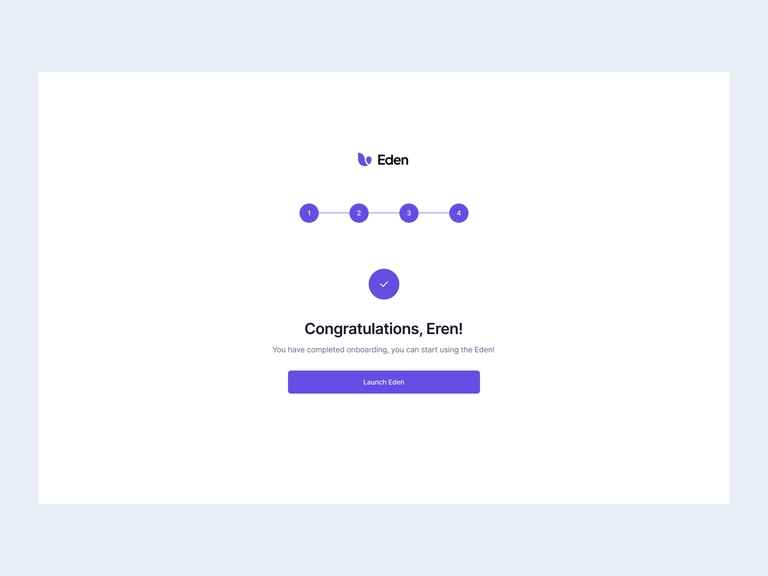 Eden
1 2 3 4
Congratulations, Eren!
You have completed onboarding, you can start using the Eden!
Launch Eden